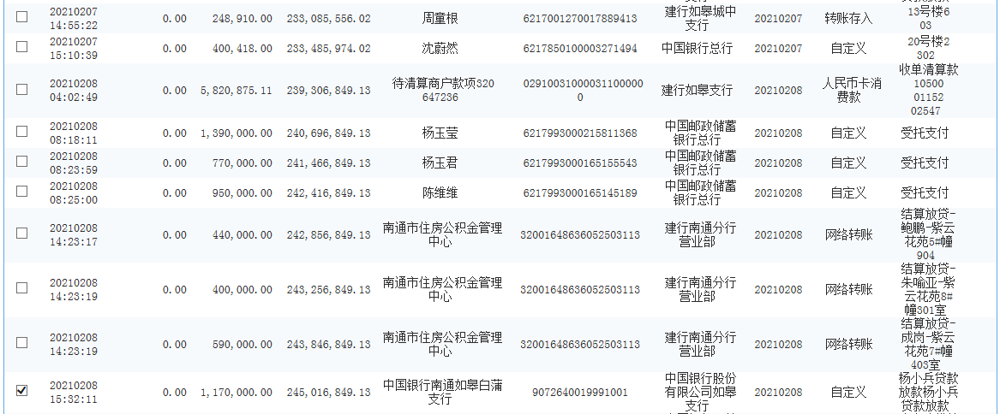 20210207 14:55:22 0.00 248,910.00 233,085,556.02 周童根 6217001270017889413 建行如皋城中支行 20210207 转账存入 13号楼603
20210207 15:10:39 0.00 400,418.00 233,485,974.02 沈蔚然 6217850100003271494 中国银行总行 20210207 自定义 20号楼2302
20210208 04:02:49 0.00 5,820,875.11 239,306,849.13 待清算商户款项320647236 029100310000311000000 建行如皋支行 20210208 人民币卡消费款 收单清算款105000115202547
20210208 08:18:11 0.00 1,390,000.00 240,696,849.13 杨玉莹 6217993000215811368 中国邮政储蓄银行总行 20210208 自定义 受托支付
20210208 08:23:59 0.00 770,000.00 241,466,849.13 杨玉君 6217993000165155543 中国邮政储蓄银行总行 20210208 自定义 受托支付
20210208 08:25:00 0.00 950,000.00 242,416,849.13 陈维维 6217993000165145189 中国邮政储蓄银行总行 20210208 自定义 受托支付
20210208 14:23:17 0.00 440,000.00 242,856,849.13 南通市住房公积金管理中心 32001648636052503113 建行南通分行营业部 20210208 网络转账 结算放贷-鲍鹏-紫云花苑5#幢904
20210208 14:23:19 0.00 400,000.00 243,256,849.13 南通市住房公积金管理中心 32001648636052503113 建行南通分行营业部 20210208 网络转账 结算放贷-朱喻亚-紫云花苑8#幢301室
20210208 14:23:19 0.00 590,000.00 243,846,849.13 南通市住房公积金管理中心 32001648636052503113 建行南通分行营业部 20210208 网络转账 结算放贷-成岗-紫云花苑7#幢403室
20210208 15:32:11 0.00 1,170,000.00 245,016,849.13 中国银行南通如皋白蒲支行 9072640019991001 中国银行股份有限公司如皋支行 20210208 自定义 杨小兵贷款放款杨小兵贷款放款